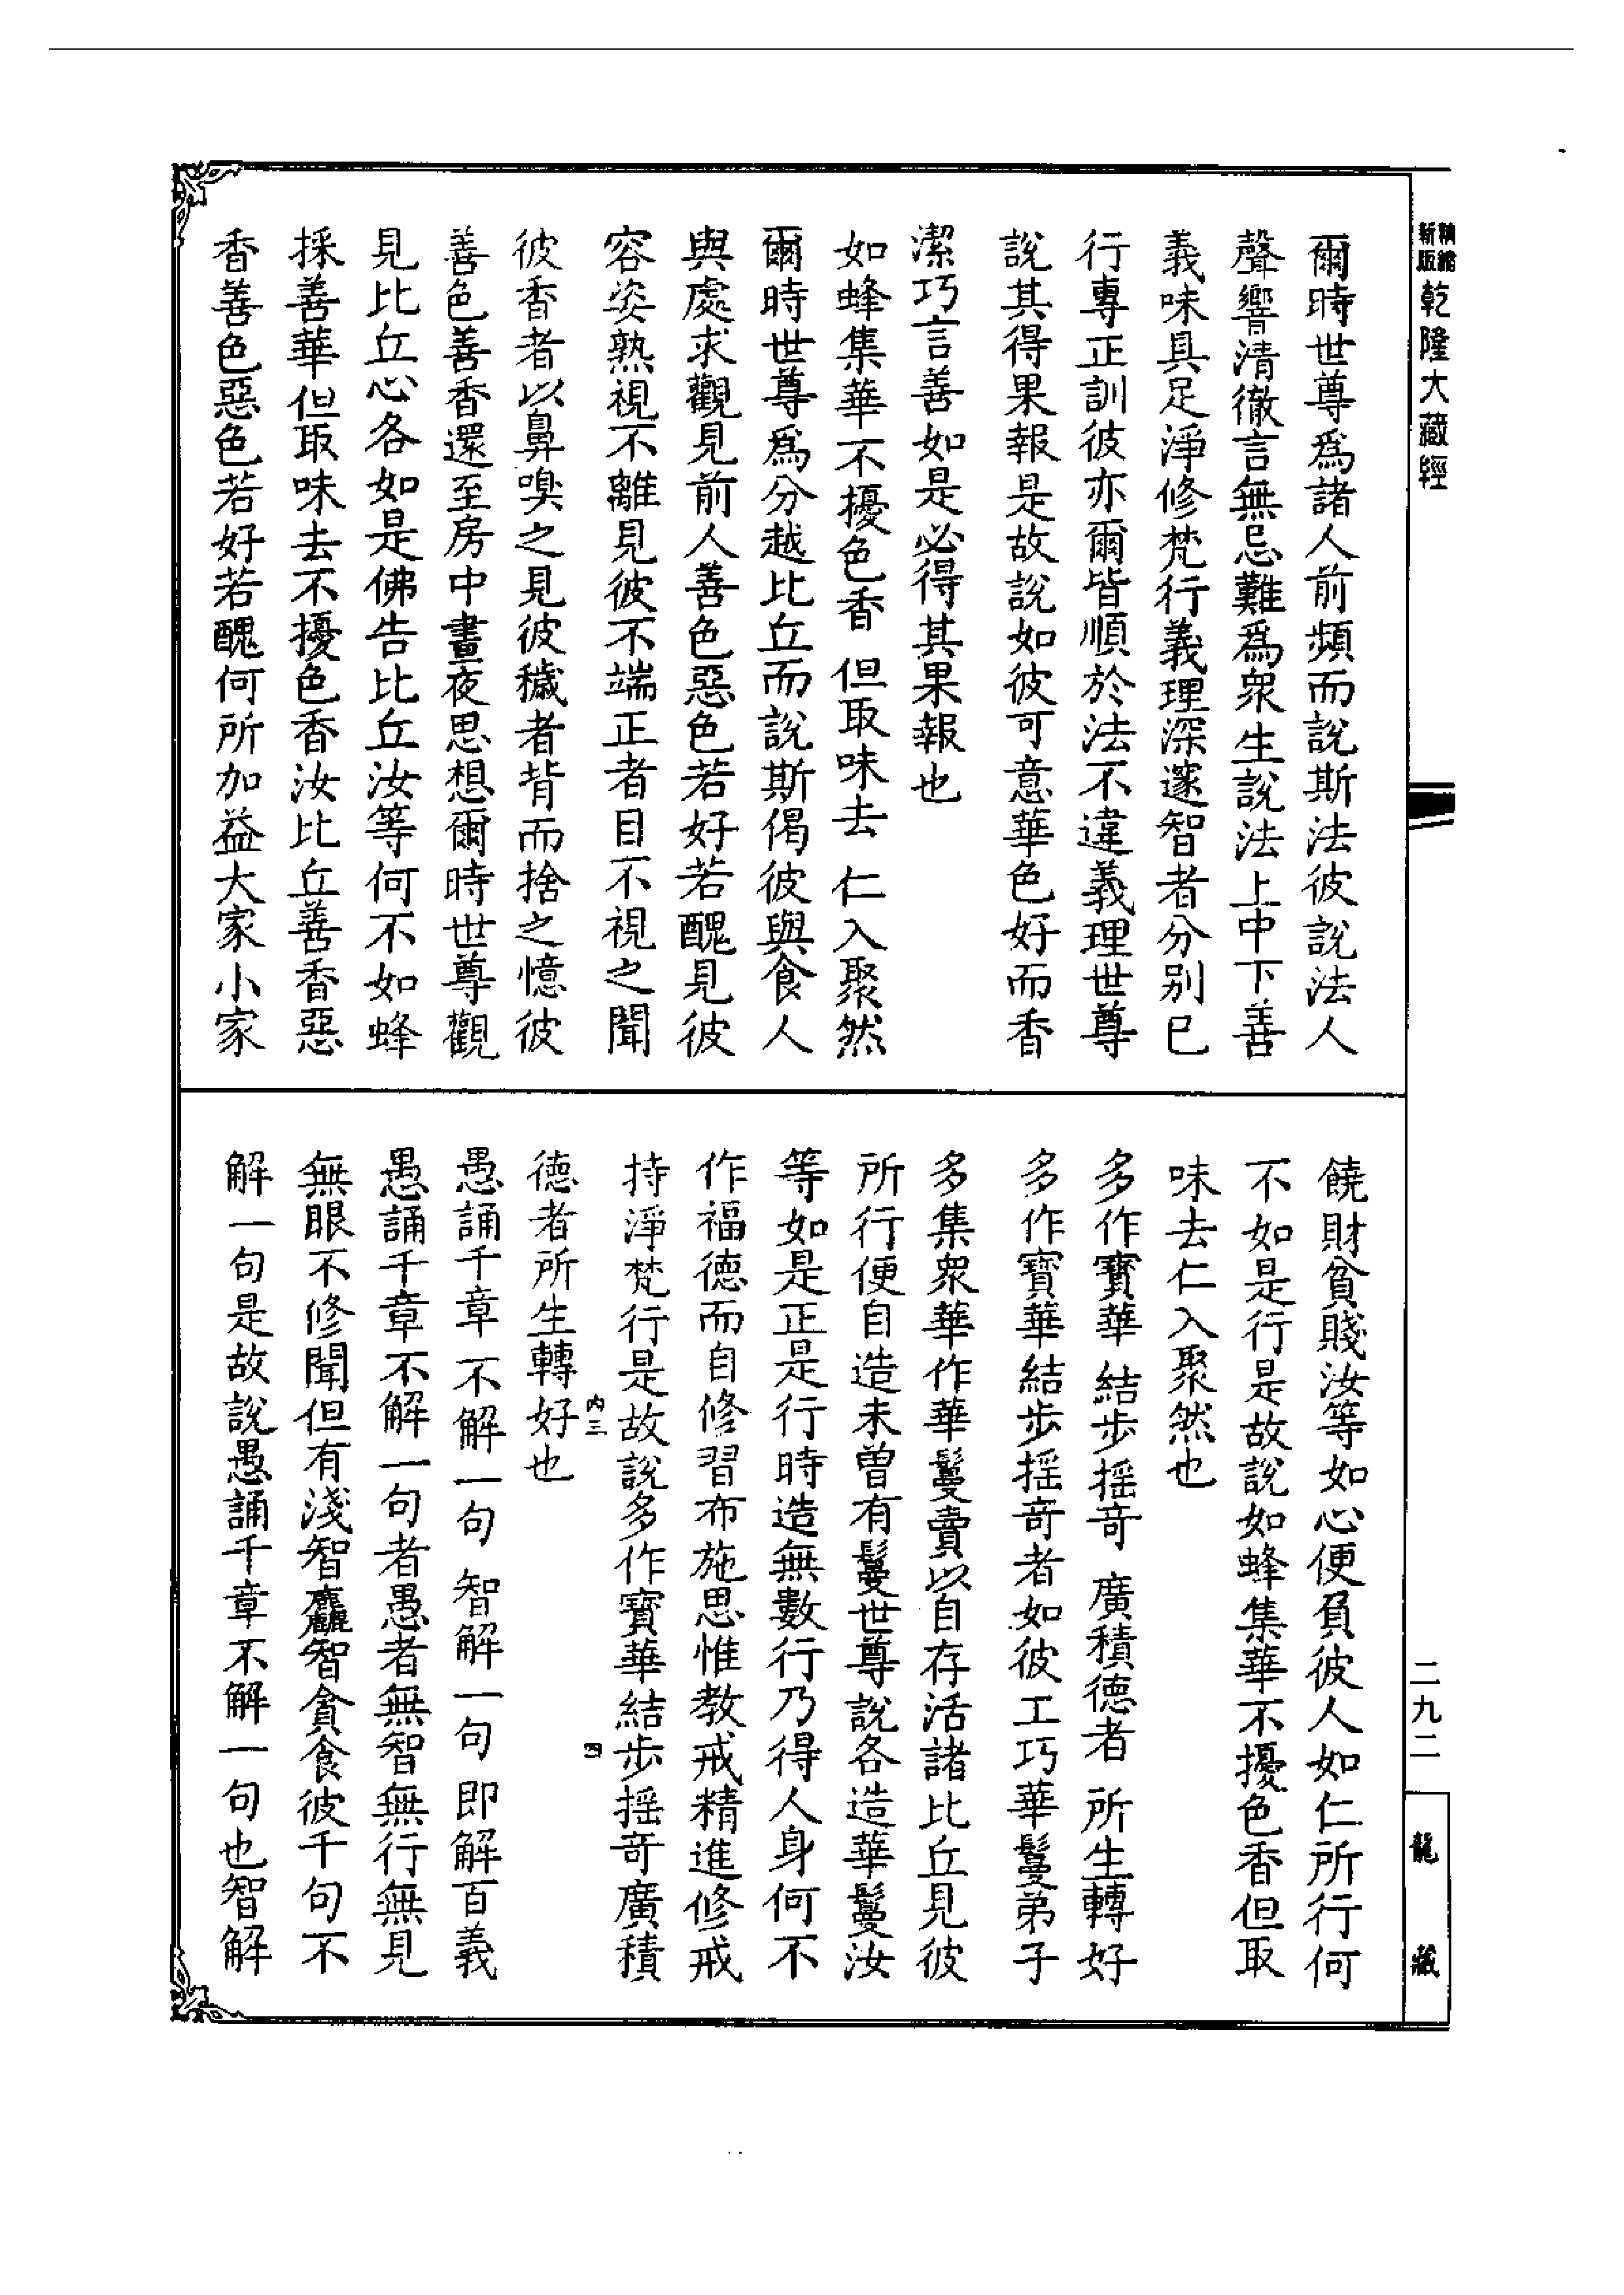 精縮新版乾隆大藏經
爾時世尊為諸人前頻而說斯法彼說法人
聲響清徹言無忌難為眾生說法上中下善
義味具足淨修梵行義理深邃智者分別已
行專正訓彼亦爾皆順於法不違義理世尊
說其得果報是故說如彼可意華色好而香
潔巧言善如是必得其果報也
如蜂集華 不擾色香 但取味去 仁入聚然
爾時世尊為分越比丘而說斯偈彼與食人
與處求觀見前人善色惡色若好若醜見彼
容姿熟視不離見彼不端正者目不視之聞
彼香者以鼻嗅之見彼穢者背而捨之憶彼
善色善香還至房中晝夜思想爾時世尊觀
見比丘心各如是佛告比丘汝等何不如蜂
採善華但取味去不擾色香汝比丘善香惡
香善色惡色若好若醜何所加益大家小家
饒財貧賤汝等如心便負彼人如仁所行何
不如是行是故說如蜂集華不擾色香但取
味去仁入聚然也
多作寶華 結步搖奇 廣積德者 所生轉好
多作寶華結步搖奇者如彼工巧華鬘弟子
多集眾華作華鬘賣以自存活諸比丘見彼
所行便自造未曾有鬘世尊說各造華鬘汝
等如是正是行時造無數行乃得人身何不
作福德而自修習布施思惟教戒精進修戒
持淨梵行是故說多作寶華結步搖奇廣積
內三
四
德者所生轉好也
愚誦千章 不解一句 智解一句 即解百義
愚誦千章不解一句者愚者無智無行無見
無眼不修聞但有淺智麤智貪食彼千句不
解一句是故說愚誦千章不解一句也智解
二九二
龍藏